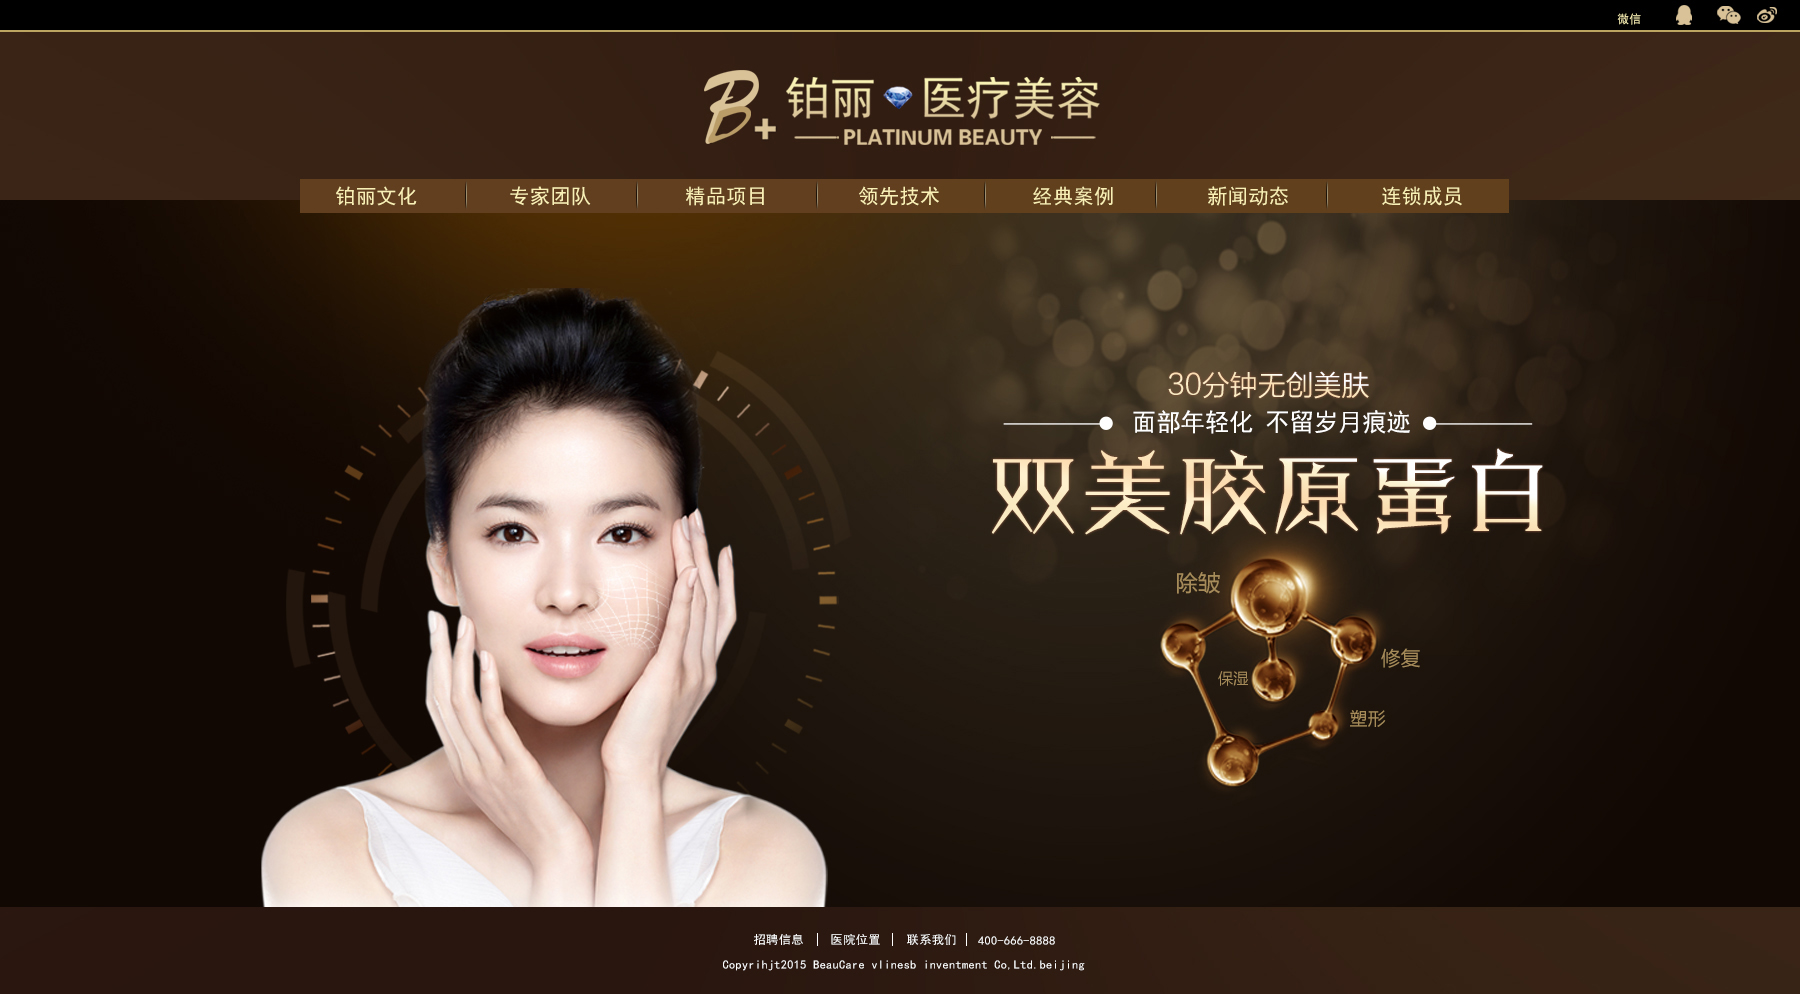 微信
B+ 铂丽 医疗美容
PLATINUM BEAUTY
铂丽文化 专家团队 精品项目 领先技术 经典案例 新闻动态 连锁成员
30分钟无创美肤
面部年轻化 不留岁月痕迹
双美胶原蛋白
除皱
修复
保湿
塑形
招聘信息 | 医院位置 | 联系我们 | 400-666-8888
Copyrihjt2015 BeauCare vlinesb inventment Co,Ltd.beijing